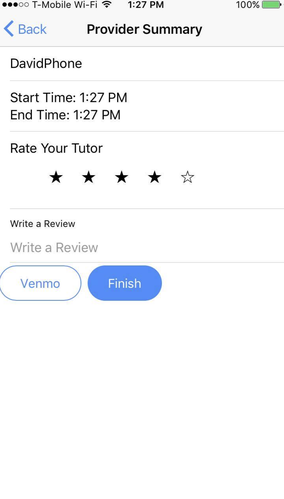 T-Mobile Wi-Fi 1:27 PM 100%
Back Provider Summary
DavidPhone
Start Time: 1:27 PM
End Time: 1:27 PM
Rate Your Tutor
Write a Review
Write a Review
Venmo Finish